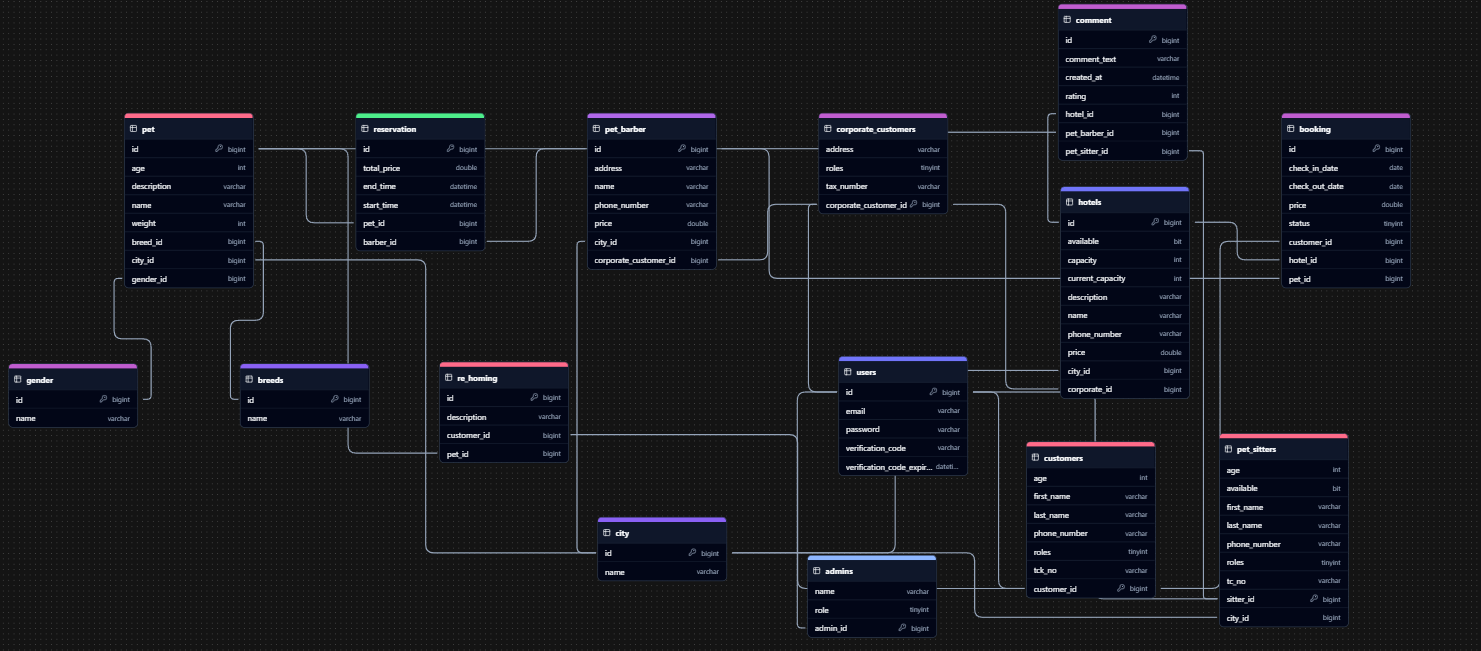 comment
id bigint
comment_text varchar
created_at datetime
rating int
hotel_id bigint
pet_barber_id bigint
pet_sitter_id bigint
pet
id bigint
age int
description varchar
name varchar
weight int
breed_id bigint
city_id bigint
gender_id bigint
reservation
id bigint
total_price double
end_time datetime
start_time datetime
pet_id bigint
barber_id bigint
pet_barber
id bigint
address varchar
name varchar
phone_number varchar
price double
city_id bigint
corporate_customer_id bigint
corporate_customers
address varchar
roles tinyint
tax_number varchar
corporate_customer_id bigint
booking
id bigint
check_in_date date
check_out_date date
price double
status tinyint
customer_id bigint
hotel_id bigint
pet_id bigint
hotels
id bigint
available bit
capacity int
current_capacity int
description varchar
name varchar
phone_number varchar
price double
city_id bigint
corporate_id bigint
gender
id bigint
name varchar
breeds
id bigint
name varchar
re_homing
id bigint
description varchar
customer_id bigint
pet_id bigint
users
id bigint
email varchar
password varchar
verification_code varchar
verification_code_expir... dateti...
customers
age int
first_name varchar
last_name varchar
phone_number varchar
roles tinyint
tck_no varchar
customer_id bigint
pet_sitters
age int
available bit
first_name varchar
last_name varchar
phone_number varchar
roles tinyint
tc_no varchar
sitter_id bigint
city_id bigint
city
id bigint
name varchar
admins
name varchar
role tinyint
admin_id bigint